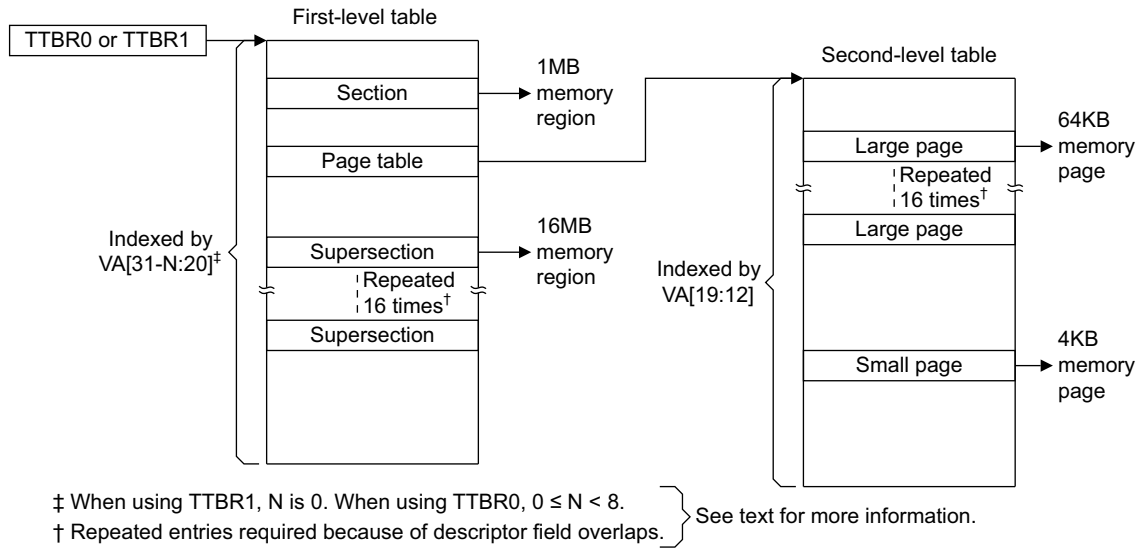 First-level table
TTBR0 or TTBR1
Second-level table
1MB
memory
region
Section
64KB
memory
page
Large page
Page table
Repeated
16 times†
16MB
memory
region
Large page
Indexed by
VA[31-N:20]‡
Supersection
Indexed by
VA[19:12]
Repeated
16 times†
Supersection
4KB
memory
page
Small page
‡ When using TTBR1, N is 0. When using TTBR0, 0 ≤ N < 8.
† Repeated entries required because of descriptor field overlaps.
See text for more information.